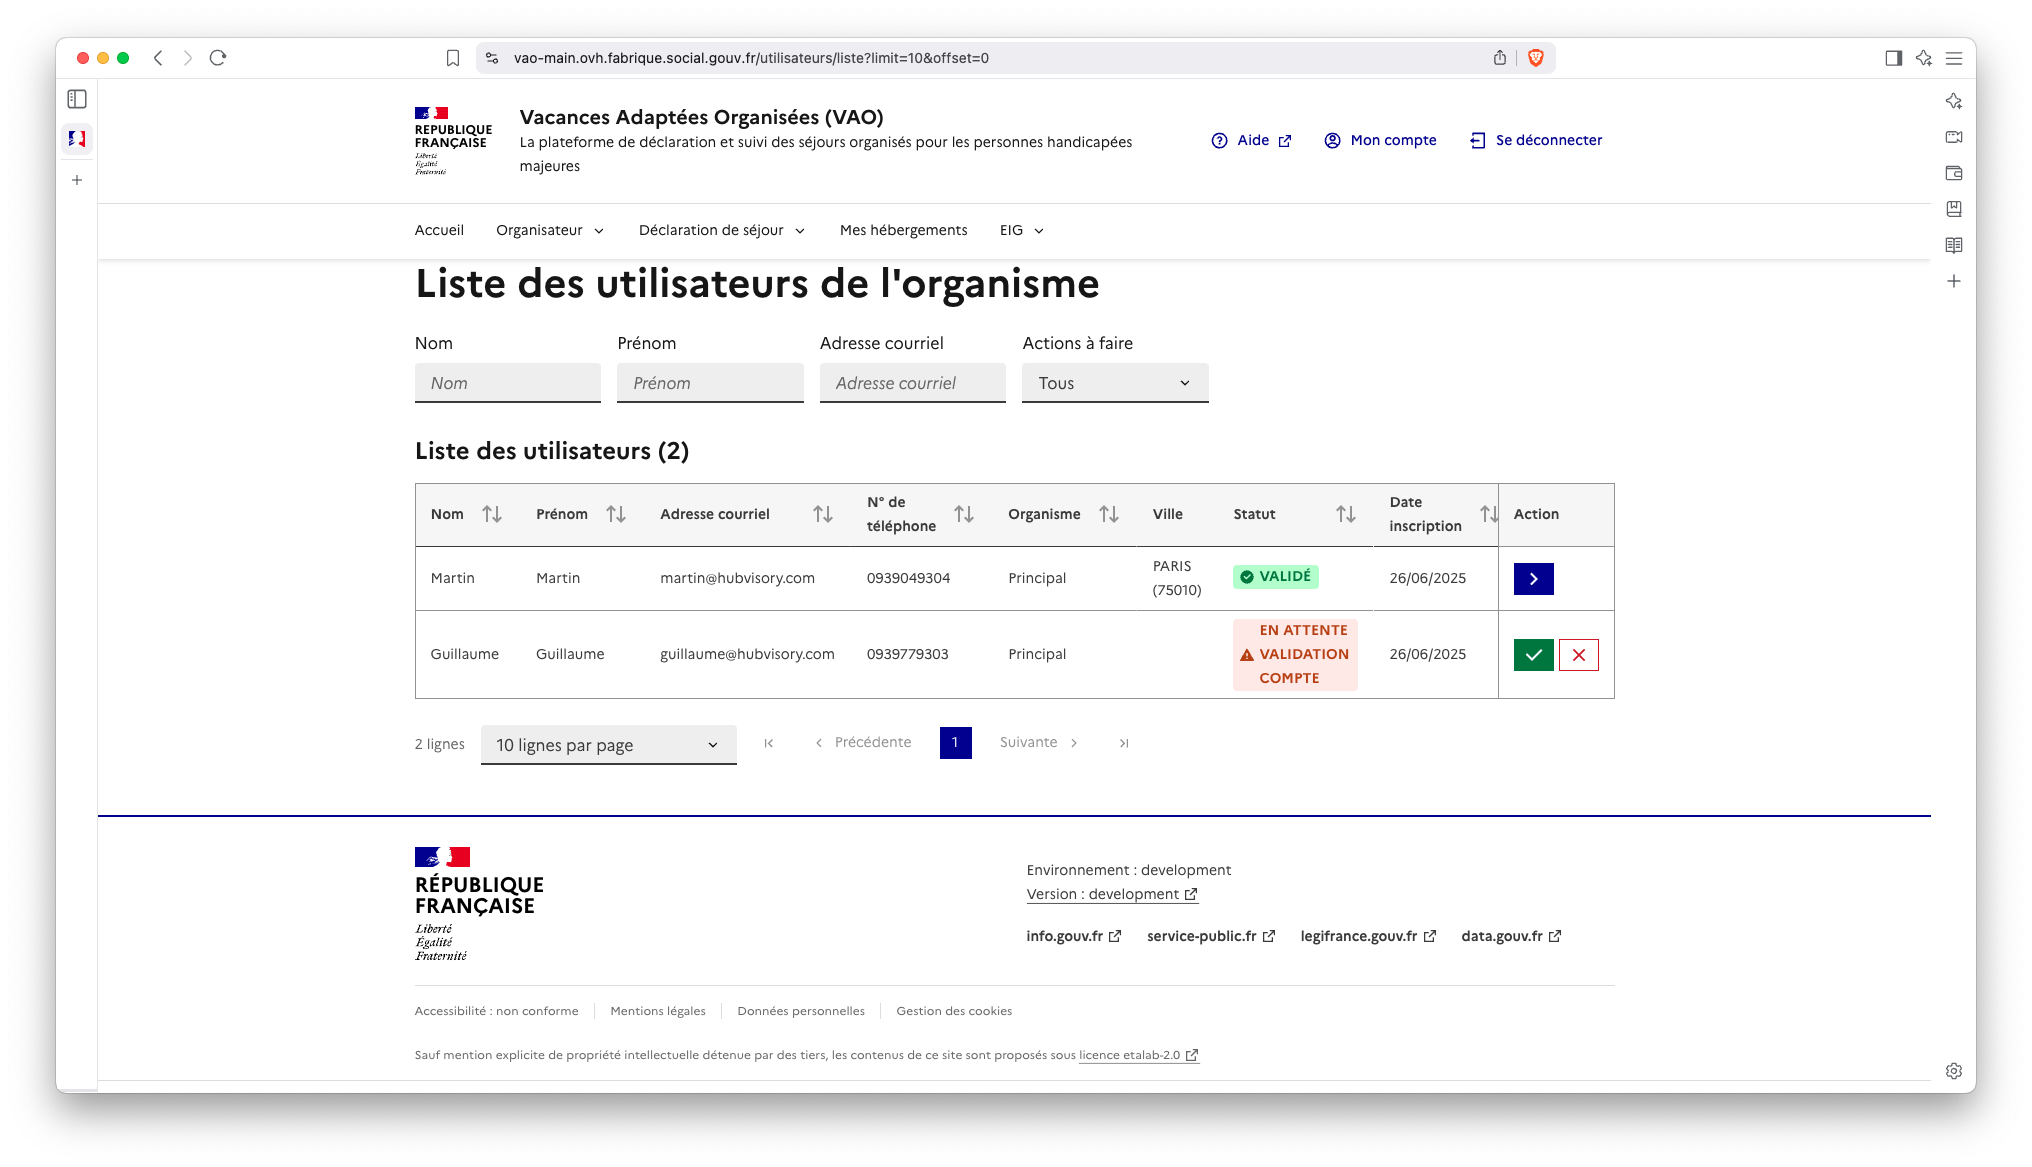 vao-main.ovh.fabrique.social.gouv.fr/utilisateurs/liste?limit=10&offset=0
RÉPUBLIQUE
FRANÇAISE
Liberté
Égalité
Fraternité
Vacances Adaptées Organisées (VAO)
La plateforme de déclaration et suivi des séjours organisés pour les personnes handicapées
majeures
Aide
Mon compte
Se déconnecter
Accueil
Organisateur
Déclaration de séjour
Mes hébergements
EIG
Liste des utilisateurs de l'organisme
Nom
Prénom
Adresse courriel
Actions à faire
Nom
Prénom
Adresse courriel
Tous
Liste des utilisateurs (2)
Nom
Prénom
Adresse courriel
N° de
téléphone
Organisme
Ville
Statut
Date
inscription
Action
Martin
Martin
martin@hubvisory.com
0939049304
Principal
PARIS
(75010)
VALIDÉ
26/06/2025
Guillaume
Guillaume
guillaume@hubvisory.com
0939779303
Principal
EN ATTENTE
VALIDATION
COMPTE
26/06/2025
2 lignes
10 lignes par page
Précédente
1
Suivante
RÉPUBLIQUE
FRANÇAISE
Liberté
Égalité
Fraternité
Environnement : development
Version : development
info.gouv.fr
service-public.fr
legifrance.gouv.fr
data.gouv.fr
Accessibilité : non conforme
Mentions légales
Données personnelles
Gestion des cookies
Sauf mention explicite de propriété intellectuelle détenue par des tiers, les contenus de ce site sont proposés sous licence etalab-2.0